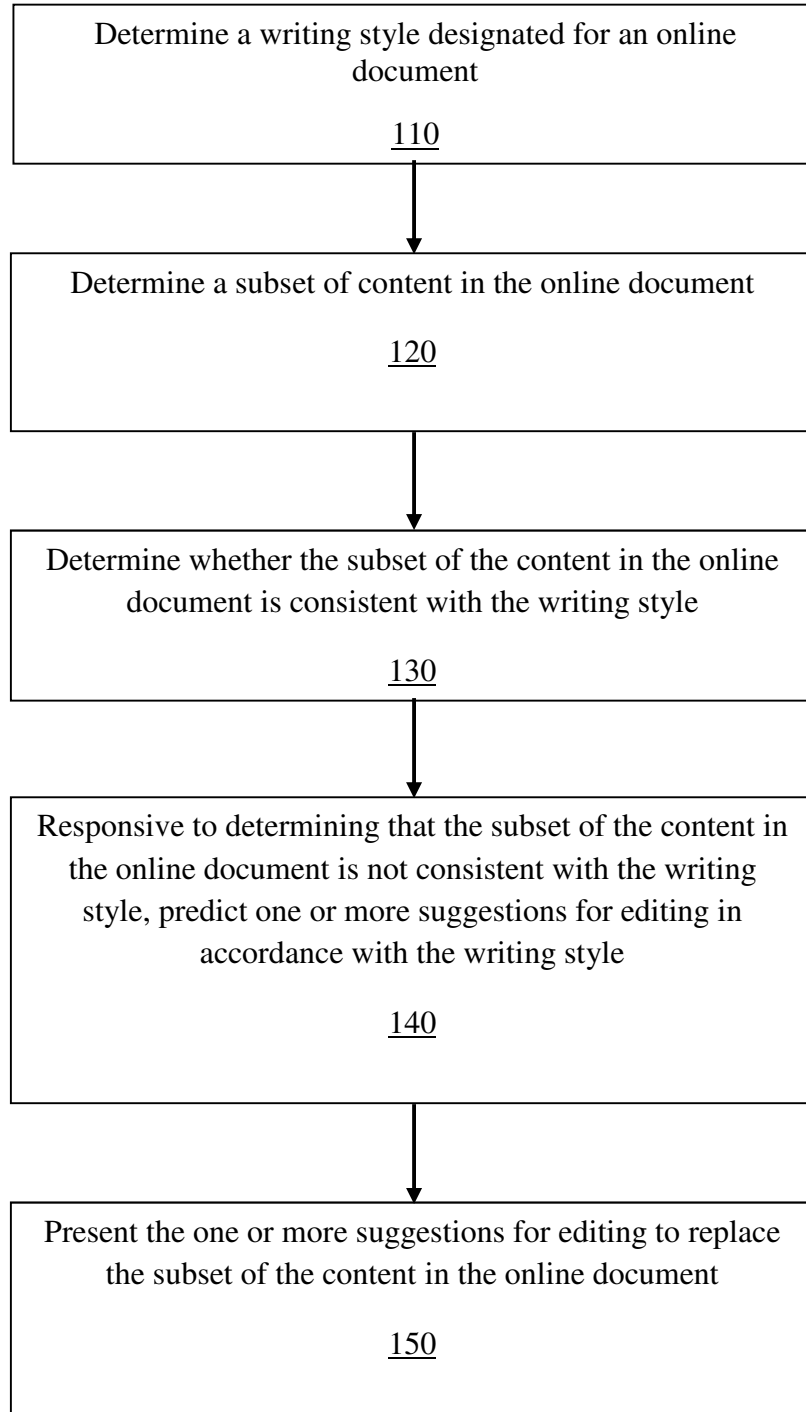 Determine a writing style designated for an online
document
110
Determine a subset of content in the online document
120
Determine whether the subset of the content in the online
document is consistent with the writing style
130
Responsive to determining that the subset of the content in
the online document is not consistent with the writing
style, predict one or more suggestions for editing in
accordance with the writing style
140
Present the one or more suggestions for editing to replace
the subset of the content in the online document
150